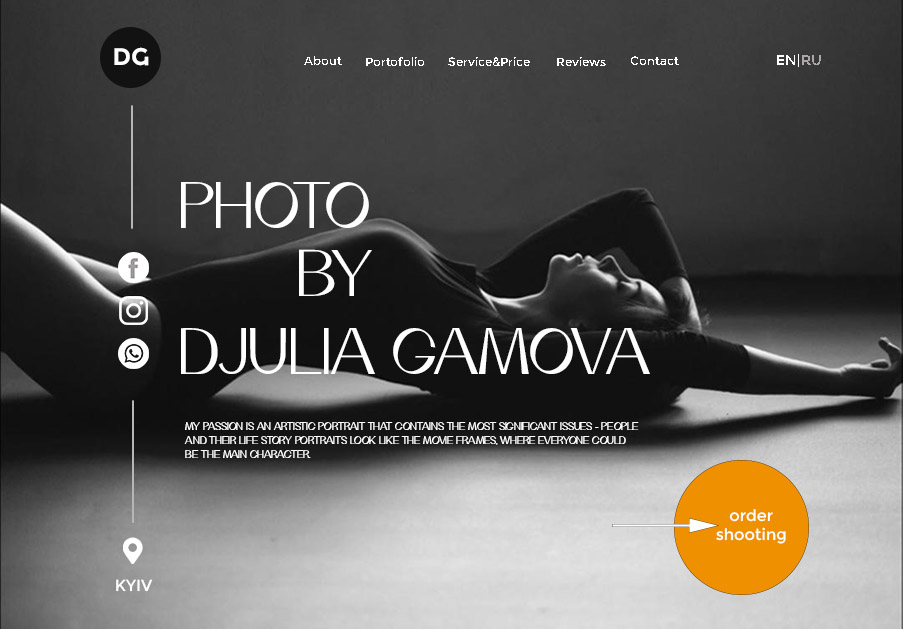 DG
About Portofolio Service&Price Reviews Contact EN|RU
PHOTO
BY
DJULIA GAMOVA
MY PASSION IS AN ARTISTIC PORTRAIT THAT CONTAINS THE MOST SIGNIFICANT ISSUES - PEOPLE
AND THEIR LIFE STORY PORTRAITS LOOK LIKE THE MOVIE FRAMES, WHERE EVERYONE COULD
BE THE MAIN CHARACTER.
order
shooting
KYIV